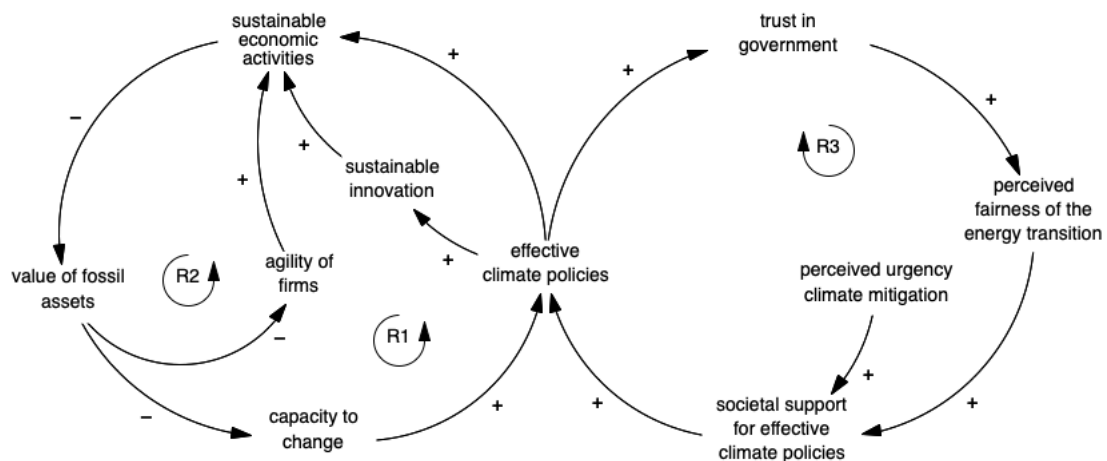 sustainable
economic
activities
trust in
government
+
+
+
−
R3
+
sustainable
innovation
+
perceived
fairness of the
energy transition
effective
climate policies
+
agility of
firms
value of fossil
assets
R2
perceived urgency
climate mitigation
R1
−
+
−
+
+
+
capacity to
change
societal support
for effective
climate policies